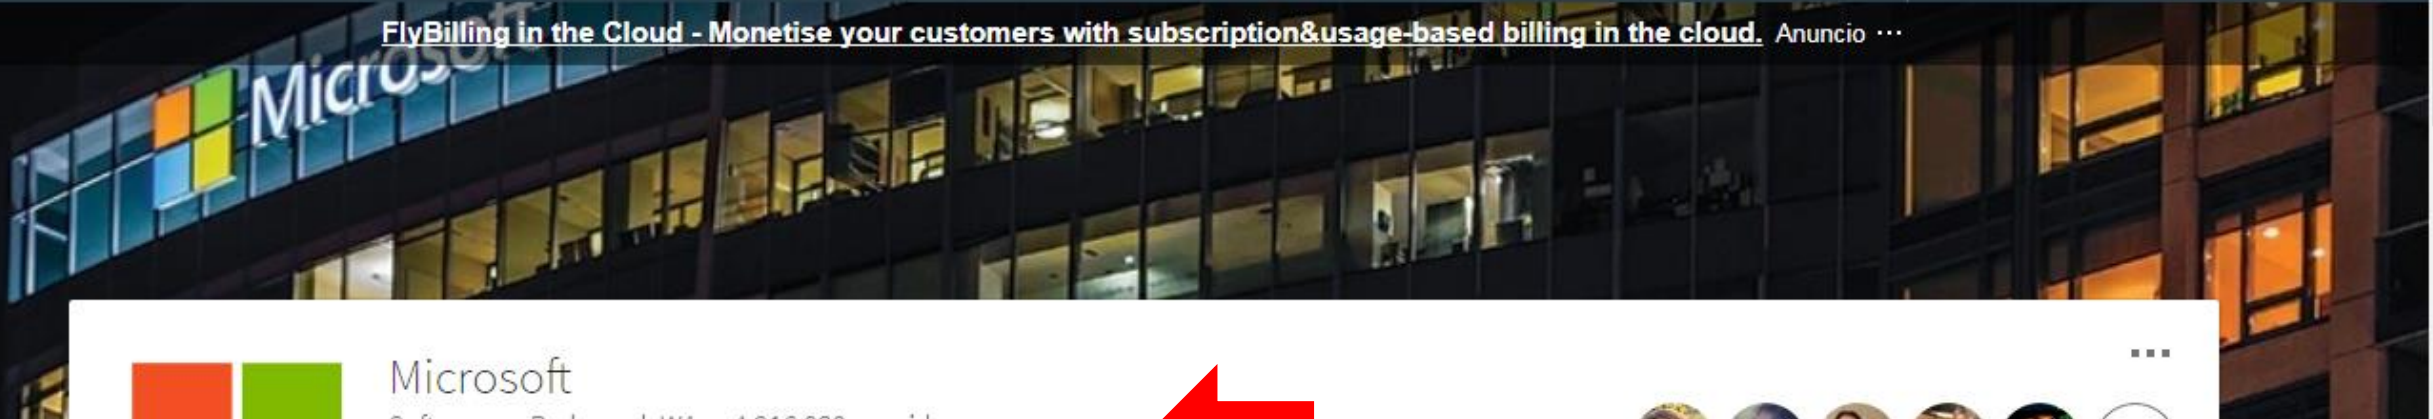 FlyBilling in the Cloud - Monetise your customers with subscription&usage-based billing in the cloud. Anuncio ···
Microsoft
Microsoft